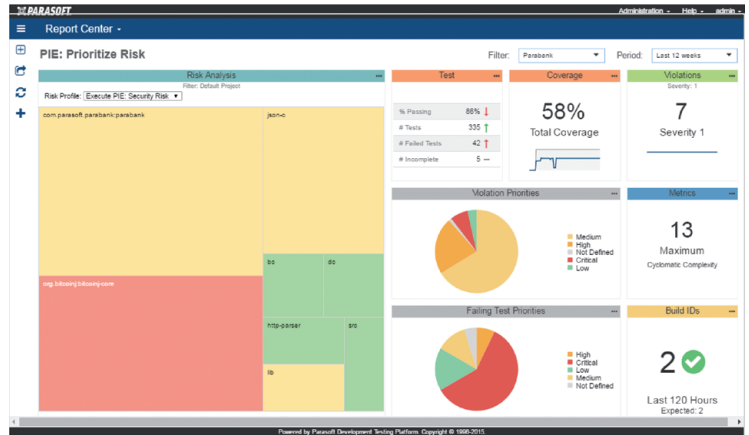 PARASOFT.
Administration
Help
admin
Report Center
PIE: Prioritize Risk
Filter:
Parabank
Period:
Last 12 weeks
Risk Analysis
Filter: Default Project
Risk Profile: Execute PIE: Security Risk
com.parasoft.parabank:parabank
json-c
org.bitcoinj:bitcoinj-core
bc
db
http-parser
src
lib
Test
% Passing 86%
# Tests 335
# Failed Tests 42
# Incomplete 5 —
Coverage
58%
Total Coverage
Violations
Severity: 1
7
Severity 1
Violation Priorities
Medium
High
Not Defined
Critical
Low
Metrics
13
Maximum
Cyclomatic Complexity
Failing Test Priorities
High
Critical
Low
Medium
Not Defined
Build IDs
2
Last 120 Hours
Expected: 2
Powered by Parasoft Development Testing Platform. Copyright © 1996-2015.